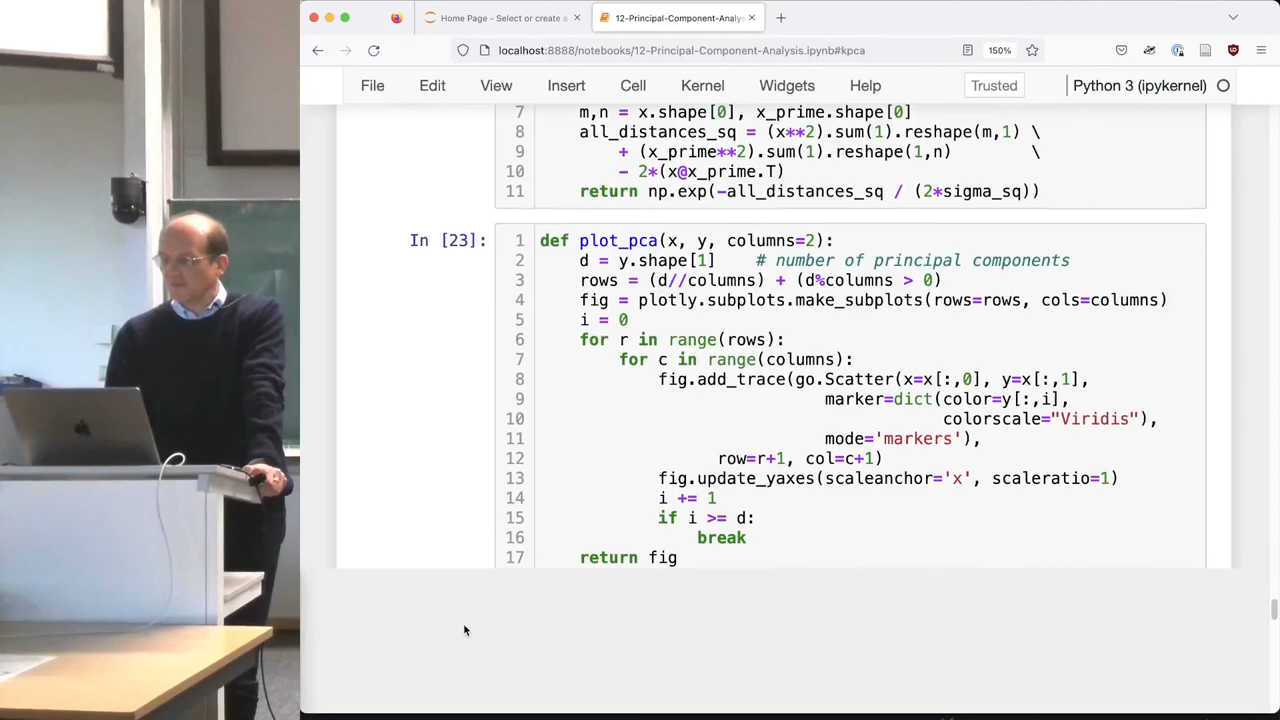 Home Page - Select or create a
12-Principal-Component-Analys
localhost:8888/notebooks/12-Principal-Component-Analysis.ipynb#kpca
150%
File Edit View Insert Cell Kernel Widgets Help
Trusted
Python 3 (ipykernel)
7 m,n = x.shape[0], x_prime.shape[0]
8 all_distances_sq = (x**2).sum(1).reshape(m,1) \
9 + (x_prime**2).sum(1).reshape(1,n) \
10 - 2*(x@x_prime.T)
11 return np.exp(-all_distances_sq / (2*sigma_sq))
In [23]:
1 def plot_pca(x, y, columns=2):
2 d = y.shape[1] # number of principal components
3 rows = (d//columns) + (d%columns > 0)
4 fig = plotly.subplots.make_subplots(rows=rows, cols=columns)
5 i = 0
6 for r in range(rows):
7 for c in range(columns):
8 fig.add_trace(go.Scatter(x=x[:,0], y=x[:,1],
9 marker=dict(color=y[:,i],
10 colorscale="Viridis"),
11 mode='markers'),
12 row=r+1, col=c+1)
13 fig.update_yaxes(scaleanchor='x', scaleratio=1)
14 i += 1
15 if i >= d:
16 break
17 return fig